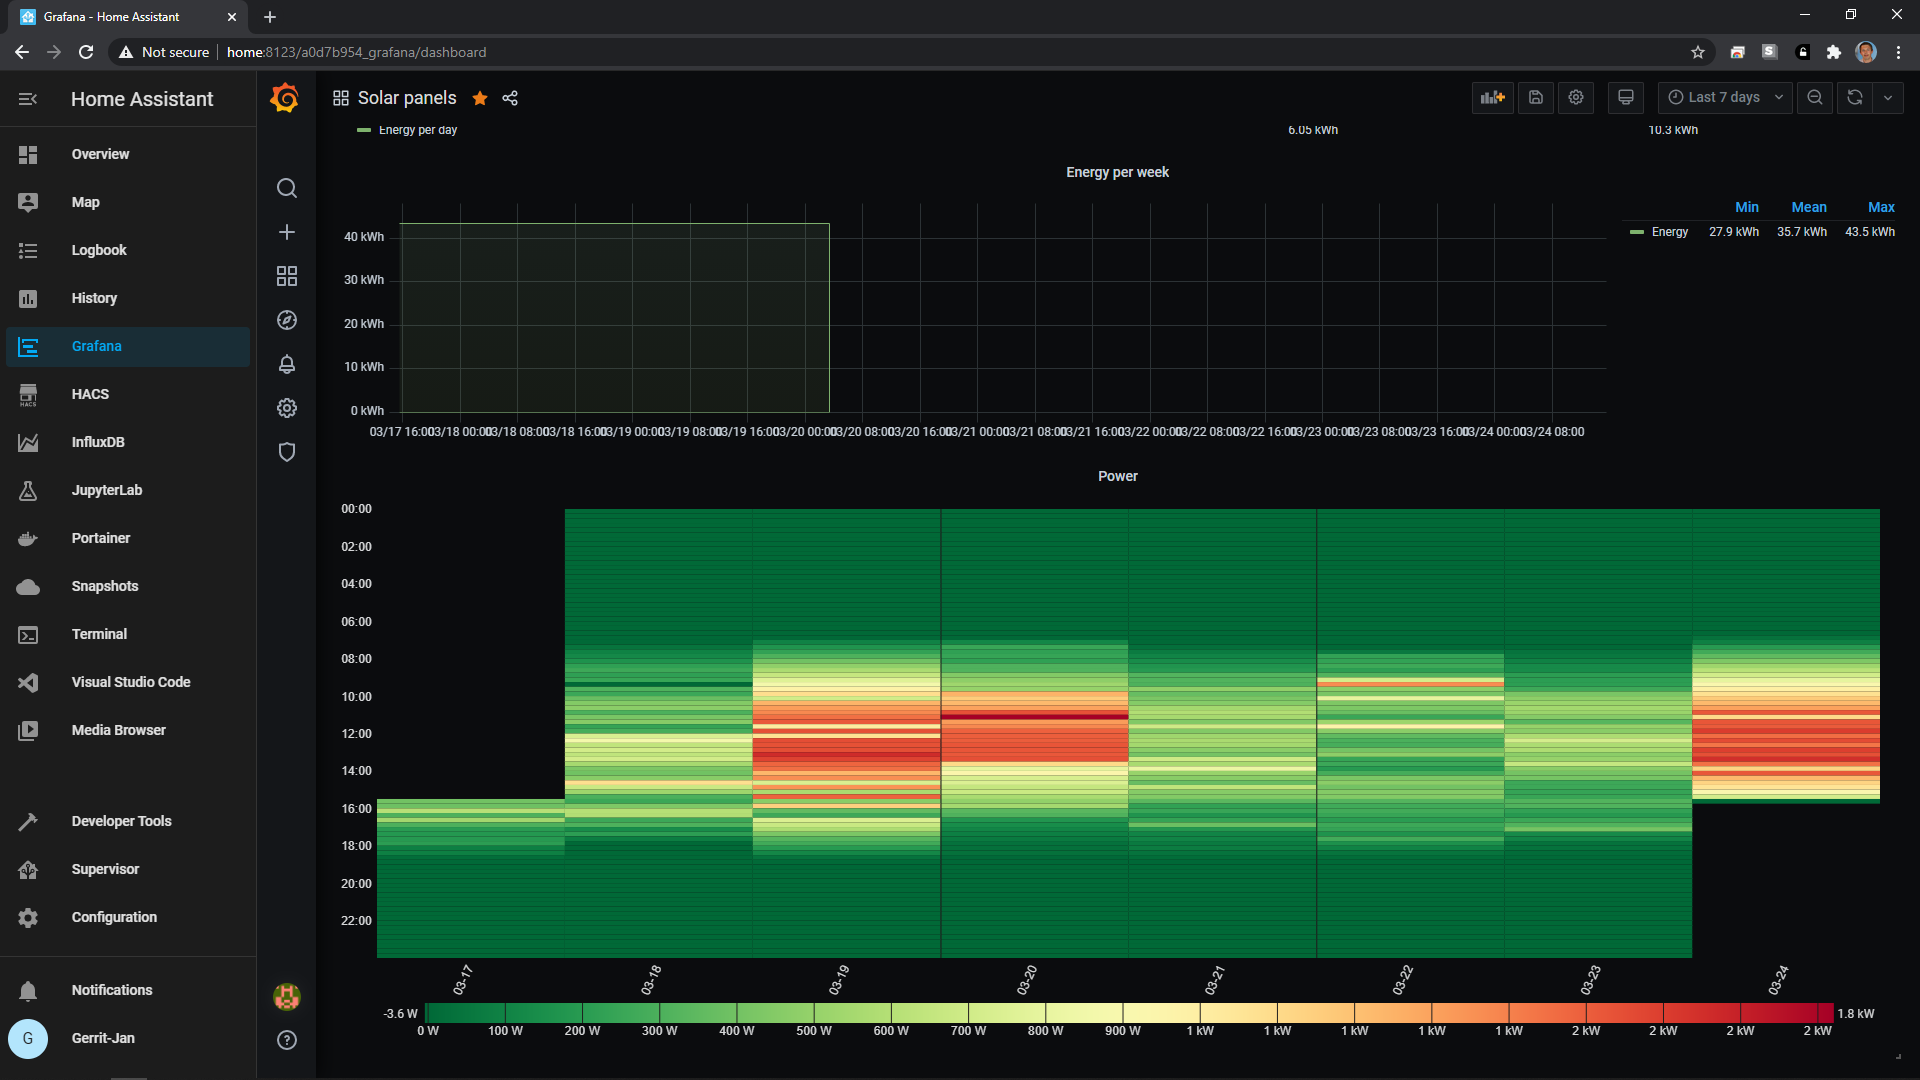 Grafana - Home Assistant
Not secure
home:8123/a0d7b954_grafana/dashboard
S
Home Assistant
Overview
Map
Logbook
History
Grafana
HACS
HACS
InfluxDB
JupyterLab
Portainer
Snapshots
Terminal
Visual Studio Code
Media Browser
Developer Tools
Supervisor
Configuration
Notifications
G Gerrit-Jan
Solar panels
Last 7 days
Energy per day 6.05 kWh 10.3 kWh
Energy per week
Min Mean Max
Energy 27.9 kWh 35.7 kWh 43.5 kWh
40 kWh
30 kWh
20 kWh
10 kWh
0 kWh
03/17 16:00 03/18 00:00 03/18 08:00 03/18 16:00 03/19 00:00 03/19 08:00 03/19 16:00 03/20 00:00 03/20 08:00 03/20 16:00 03/21 00:00 03/21 08:00 03/21 16:00 03/22 00:00 03/22 08:00 03/22 16:00 03/23 00:00 03/23 08:00 03/23 16:00 03/24 00:00 03/24 08:00
Power
00:00
02:00
04:00
06:00
08:00
10:00
12:00
14:00
16:00
18:00
20:00
22:00
03-17 03-18 03-19 03-20 03-21 03-22 03-23 03-24
-3.6 W 1.8 kW
0 W 100 W 200 W 300 W 400 W 500 W 600 W 700 W 800 W 900 W 1 kW 1 kW 1 kW 1 kW 1 kW 2 kW 2 kW 2 kW 2 kW